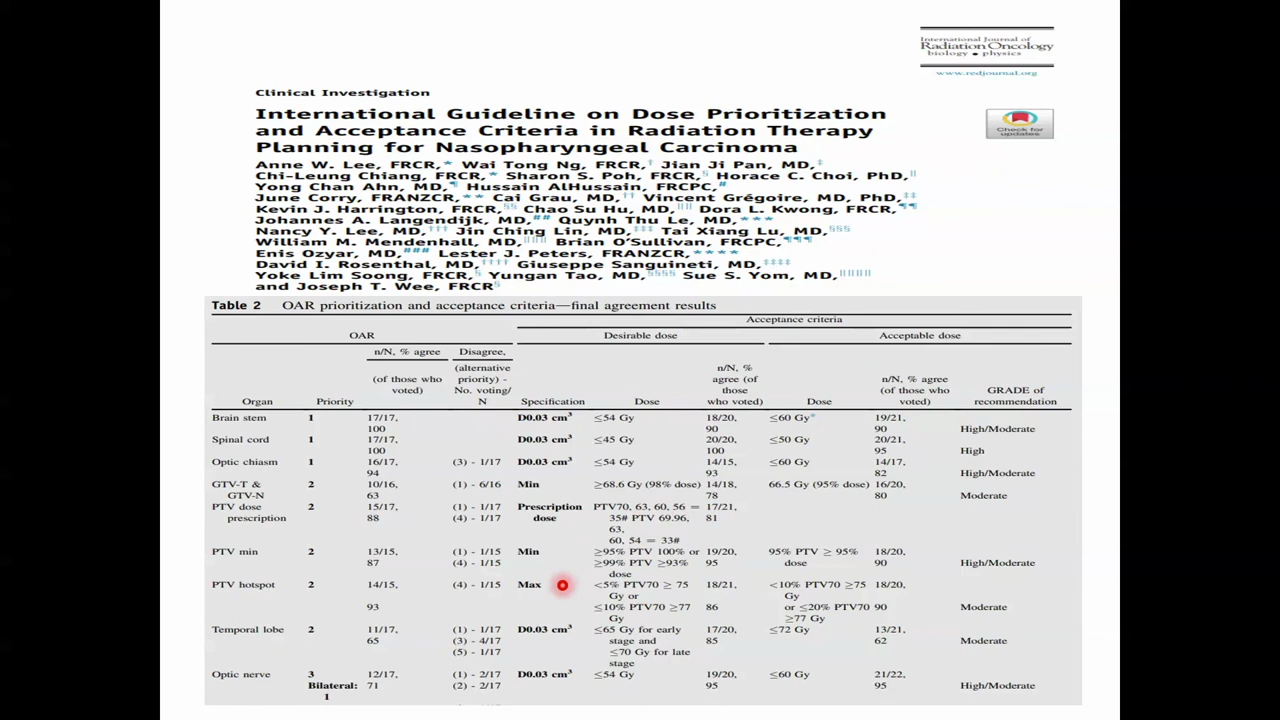 International Journal of
Radiation Oncology
biology • physics
www.redjournal.org
Clinical Investigation
International Guideline on Dose Prioritization
and Acceptance Criteria in Radiation Therapy
Planning for Nasopharyngeal Carcinoma
Check for
updates
Anne W. Lee, FRCR,* Wai Tong Ng, FRCR,† Jian Ji Pan, MD,‡
Chi-Leung Chiang, FRCR,* Sharon S. Poh, FRCR,§ Horace C. Choi, PhD,||
Yong Chan Ahn, MD,¶ Hussain AlHussain, FRCPC,#
June Corry, FRANZCR,** Cai Grau, MD,†† Vincent Grégoire, MD, PhD,‡‡
Kevin J. Harrington, FRCR,§§ Chao Su Hu, MD,|||| Dora L. Kwong, FRCR,¶¶
Johannes A. Langendijk, MD,## Quynh Thu Le, MD,***
Nancy Y. Lee, MD,††† Jin Ching Lin, MD,‡‡‡ Tai Xiang Lu, MD,§§§
William M. Mendenhall, MD,|||||| Brian O'Sullivan, FRCPC,¶¶¶
Enis Ozyar, MD,### Lester J. Peters, FRANZCR,****
David I. Rosenthal, MD,†††† Giuseppe Sanguineti, MD,‡‡‡‡
Yoke Lim Soong, FRCR,§ Yungan Tao, MD,§§§§ Sue S. Yom, MD,||||||||
and Joseph T. Wee, FRCR§
Table 2 OAR prioritization and acceptance criteria—final agreement results
Acceptance criteria
OAR Desirable dose Acceptable dose
n/N, % agree Disagree,
(alternative n/N, %
(of those who priority) - agree (of n/N, % agree
voted) No. voting/ those (of those who GRADE of
Organ Priority N Specification Dose who voted) Dose voted) recommendation
Brain stem 1 17/17, D0.03 cm³ ≤54 Gy 18/20, ≤60 Gy* 19/21,
100 90 90 High/Moderate
Spinal cord 1 17/17, D0.03 cm³ ≤45 Gy 20/20, ≤50 Gy 20/21,
100 100 95 High
Optic chiasm 1 16/17, (3) - 1/17 D0.03 cm³ ≤54 Gy 14/15, ≤60 Gy 14/17,
94 93 82 High/Moderate
GTV-T & 2 10/16, (1) - 6/16 Min ≥68.6 Gy (98% dose) 14/18, 66.5 Gy (95% dose) 16/20,
GTV-N 63 78 80 Moderate
PTV dose 2 15/17, (1) - 1/17 Prescription PTV70, 63, 60, 56 = 17/21,
prescription 88 (4) - 1/17 dose 35# PTV 69.96, 81
63,
60, 54 = 33#
PTV min 2 13/15, (1) - 1/15 Min ≥95% PTV 100% or 19/20, 95% PTV ≥ 95% 18/20,
87 (4) - 1/15 ≥99% PTV ≥93% 95 dose 90 High/Moderate
dose
PTV hotspot 2 14/15, (4) - 1/15 Max <5% PTV70 ≥ 75 18/21, <10% PTV70 ≥75 18/20,
Gy or Gy
93 ≤10% PTV70 ≥77 86 or ≤20% PTV70 90 Moderate
Gy ≥77 Gy
Temporal lobe 2 11/17, (1) - 1/17 D0.03 cm³ ≤65 Gy for early 17/20, ≤72 Gy 13/21,
65 (3) - 4/17 stage and 85 62 Moderate
(5) - 1/17 ≤70 Gy for late
stage
Optic nerve 3 12/17, (1) - 2/17 D0.03 cm³ ≤54 Gy 19/20, ≤60 Gy 21/22,
Bilateral: 71 (2) - 2/17 95 95 High/Moderate
1